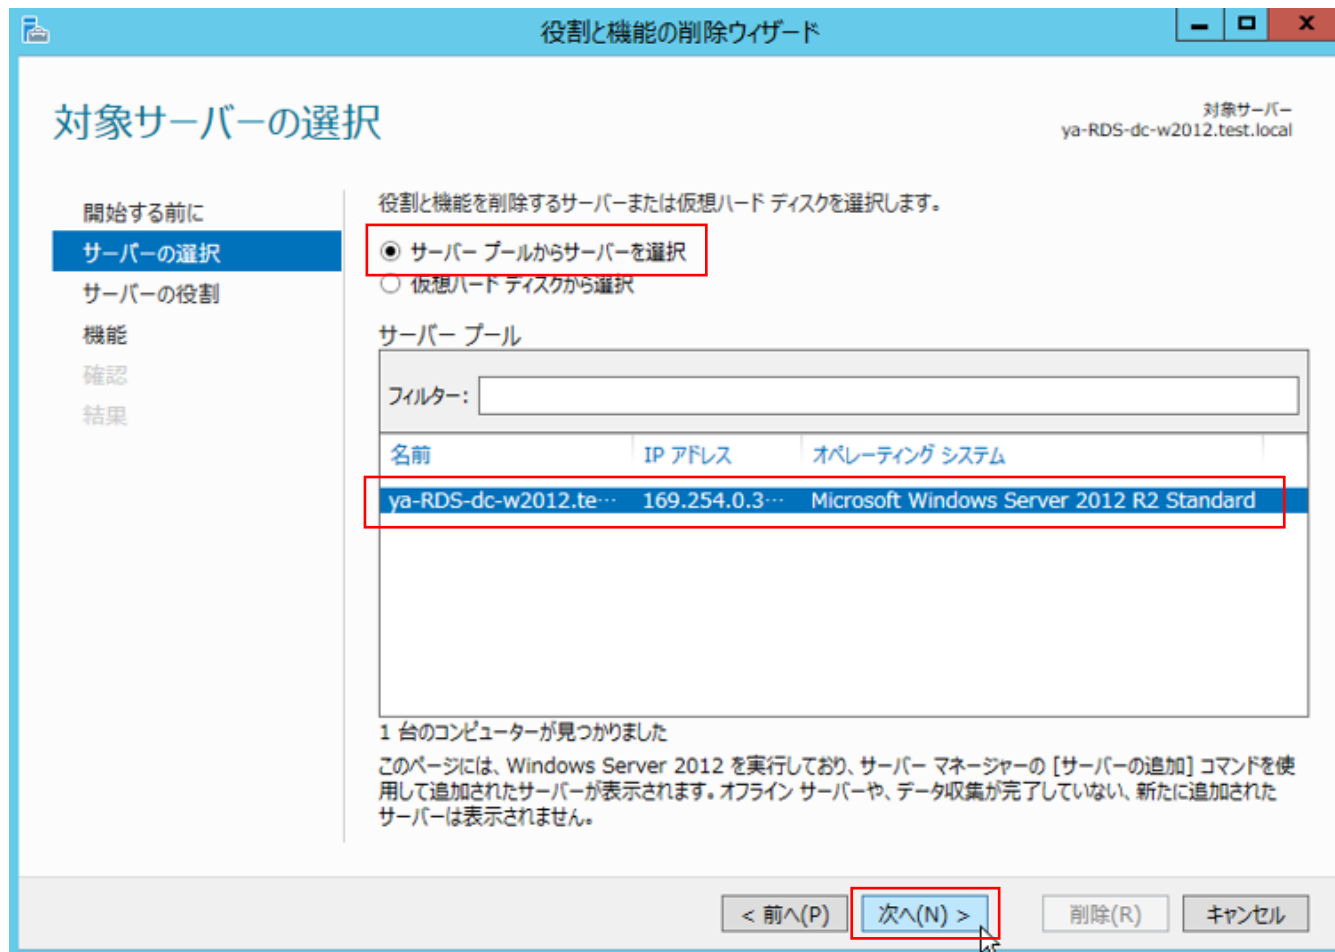 役割と機能の削除ウィザード
対象サーバーの選択
対象サーバー
ya-RDS-dc-w2012.test.local
開始する前に
サーバーの選択
サーバーの役割
機能
確認
結果
役割と機能を削除するサーバーまたは仮想ハード ディスクを選択します。
サーバー プールからサーバーを選択
仮想ハード ディスクから選択
サーバー プール
フィルター:
名前 IP アドレス オペレーティング システム
ya-RDS-dc-w2012.te… 169.254.0.3… Microsoft Windows Server 2012 R2 Standard
1 台のコンピューターが見つかりました
このページには、Windows Server 2012 を実行しており、サーバー マネージャーの [サーバーの追加] コマンドを使
用して追加されたサーバーが表示されます。オフライン サーバーや、データ収集が完了していない、新たに追加された
サーバーは表示されません。
< 前へ(P) 次へ(N) > 削除(R) キャンセル